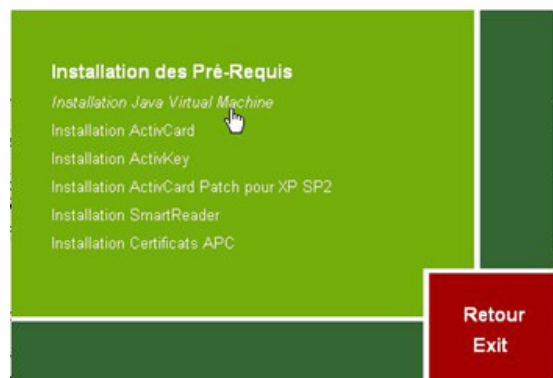 Installation des Pré-Requis
Installation Java Virtual Machine
Installation ActivCard
Installation ActivKey
Installation ActivCard Patch pour XP SP2
Installation SmartReader
Installation Certificats APC
Retour
Exit